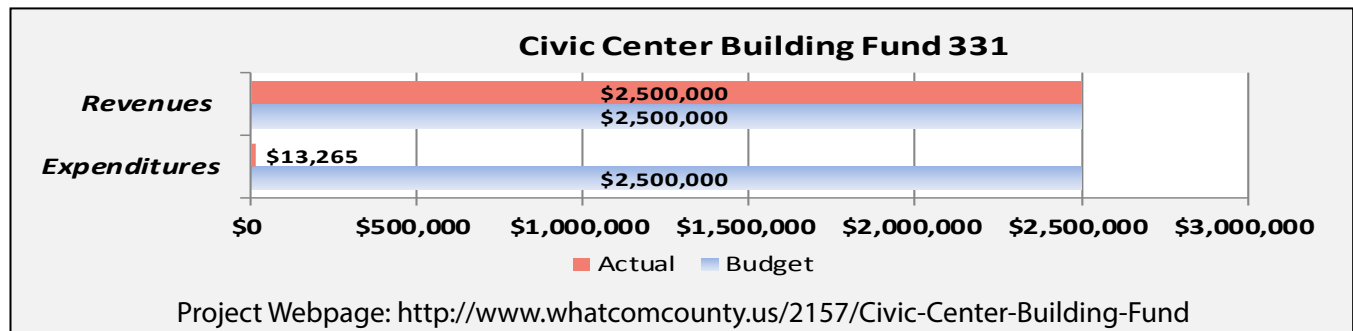 Civic Center Building Fund 331
Revenues
$2,500,000
$2,500,000
Expenditures
$13,265
$2,500,000
$0 $500,000 $1,000,000 $1,500,000 $2,000,000 $2,500,000 $3,000,000
Actual Budget
Project Webpage: http://www.whatcomcounty.us/2157/Civic-Center-Building-Fund